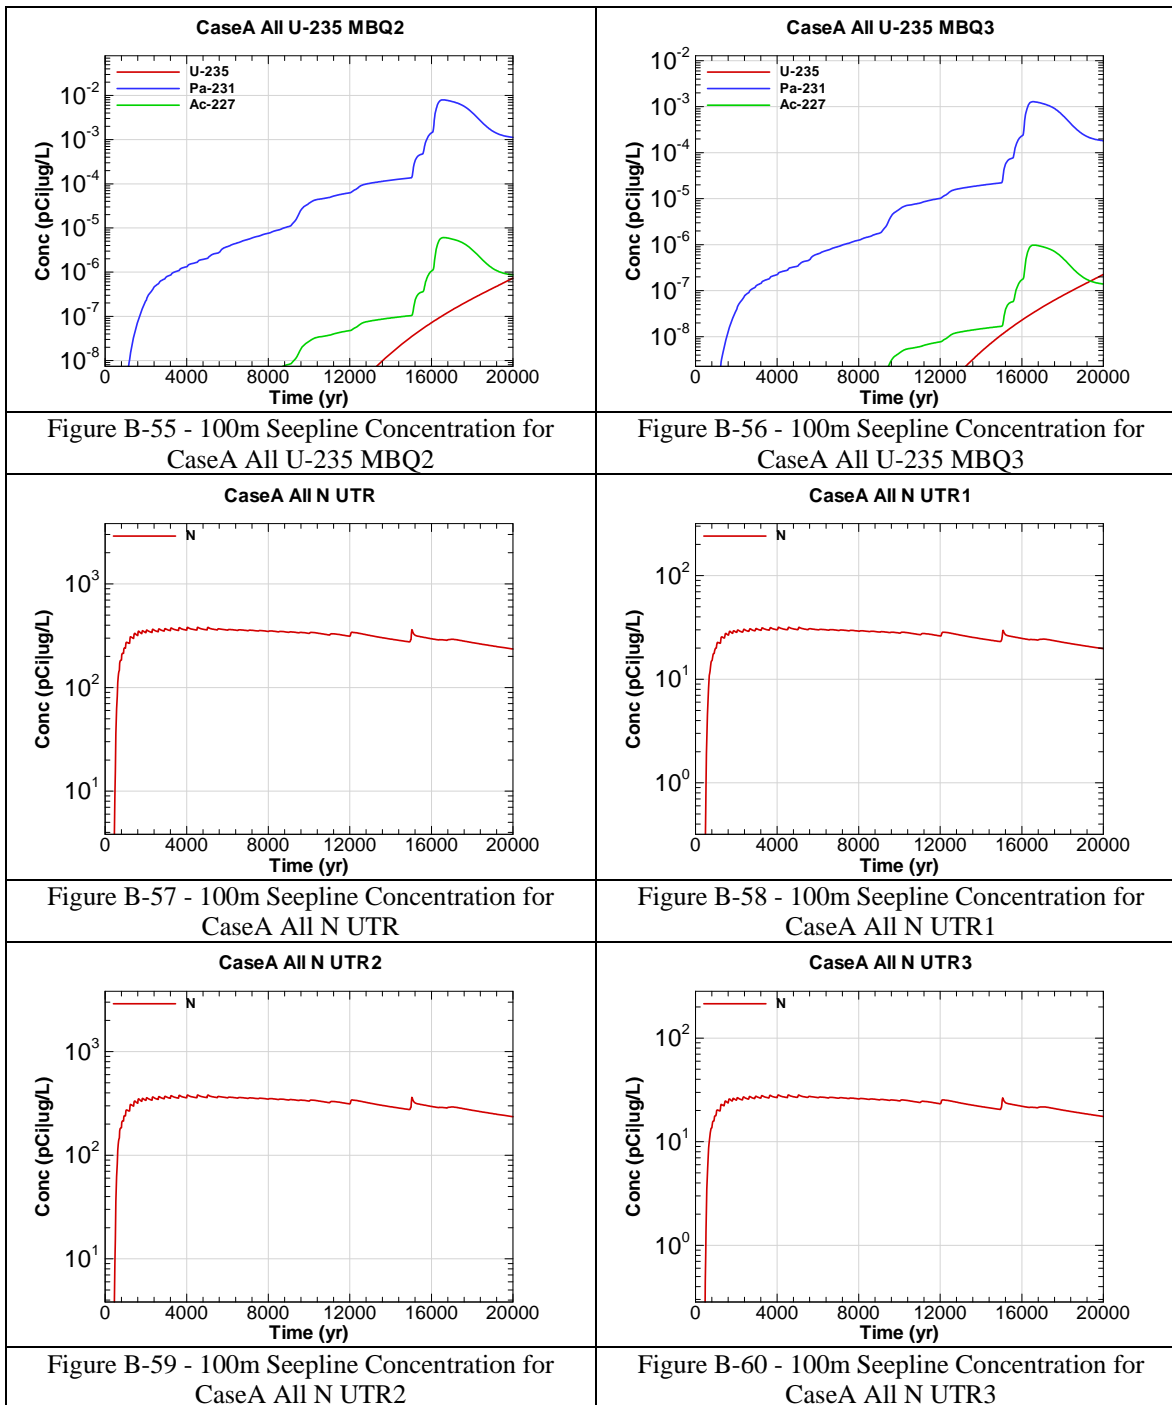 CaseA All U-235 MBQ2
U-235
Pa-231
Ac-227
Conc (pCi|ug/L)
10-2
10-3
10-4
10-5
10-6
10-7
10-8
0 4000 8000 12000 16000 20000
Time (yr)
Figure B-55 - 100m Seepline Concentration for
CaseA All U-235 MBQ2
CaseA All U-235 MBQ3
U-235
Pa-231
Ac-227
Conc (pCi|ug/L)
10-2
10-3
10-4
10-5
10-6
10-7
10-8
0 4000 8000 12000 16000 20000
Time (yr)
Figure B-56 - 100m Seepline Concentration for
CaseA All U-235 MBQ3
CaseA All N UTR
N
Conc (pCi|ug/L)
103
102
101
0 4000 8000 12000 16000 20000
Time (yr)
Figure B-57 - 100m Seepline Concentration for
CaseA All N UTR
CaseA All N UTR1
N
Conc (pCi|ug/L)
102
101
100
0 4000 8000 12000 16000 20000
Time (yr)
Figure B-58 - 100m Seepline Concentration for
CaseA All N UTR1
CaseA All N UTR2
N
Conc (pCi|ug/L)
103
102
101
0 4000 8000 12000 16000 20000
Time (yr)
Figure B-59 - 100m Seepline Concentration for
CaseA All N UTR2
CaseA All N UTR3
N
Conc (pCi|ug/L)
102
101
100
0 4000 8000 12000 16000 20000
Time (yr)
Figure B-60 - 100m Seepline Concentration for
CaseA All N UTR3